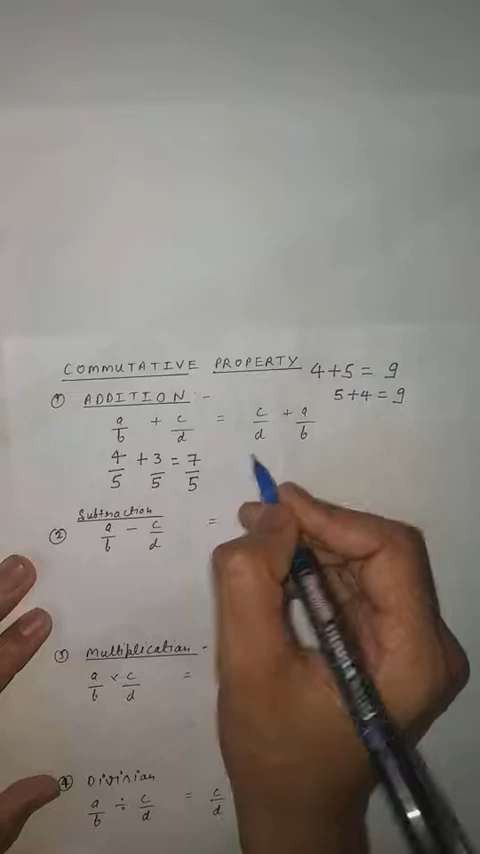 COMMUTATIVE PROPERTY 4+5 = 9
① ADDITION :- 5+4 = 9
a/b + c/d = c/d + a/b
4/5 + 3/5 = 7/5
Subtraction
② a/b - c/d =
③ Multiplication -
a/b × c/d =
④ Divinian
a/b ÷ c/d = c/d